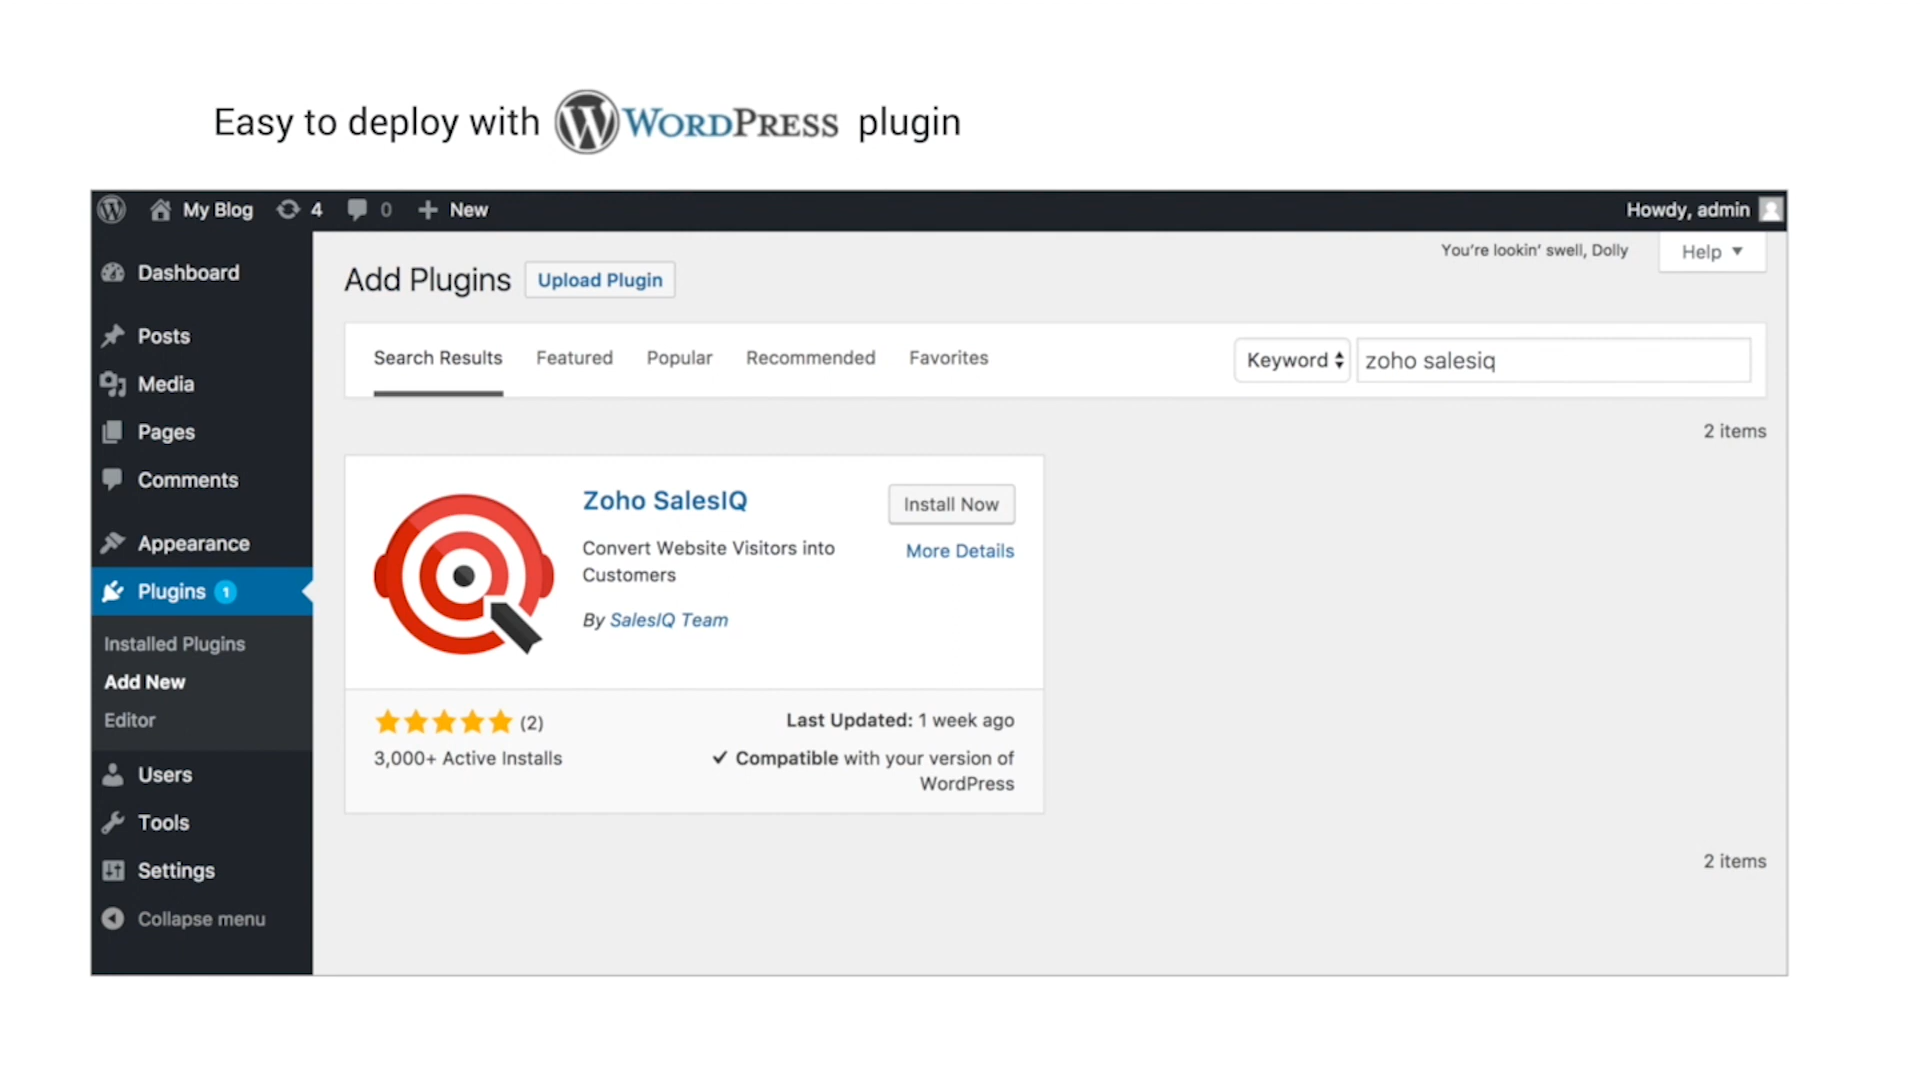 Easy to deploy with WORDPRESS plugin
My Blog 4 0 New Howdy, admin
You're lookin' swell, Dolly Help
Dashboard
Posts
Media
Pages
Comments
Appearance
Plugins 1
Installed Plugins
Add New
Editor
Users
Tools
Settings
Collapse menu
Add Plugins Upload Plugin
Search Results Featured Popular Recommended Favorites Keyword zoho salesiq
2 items
Zoho SalesIQ Install Now
More Details
Convert Website Visitors into
Customers
By SalesIQ Team
(2) Last Updated: 1 week ago
3,000+ Active Installs Compatible with your version of
WordPress
2 items